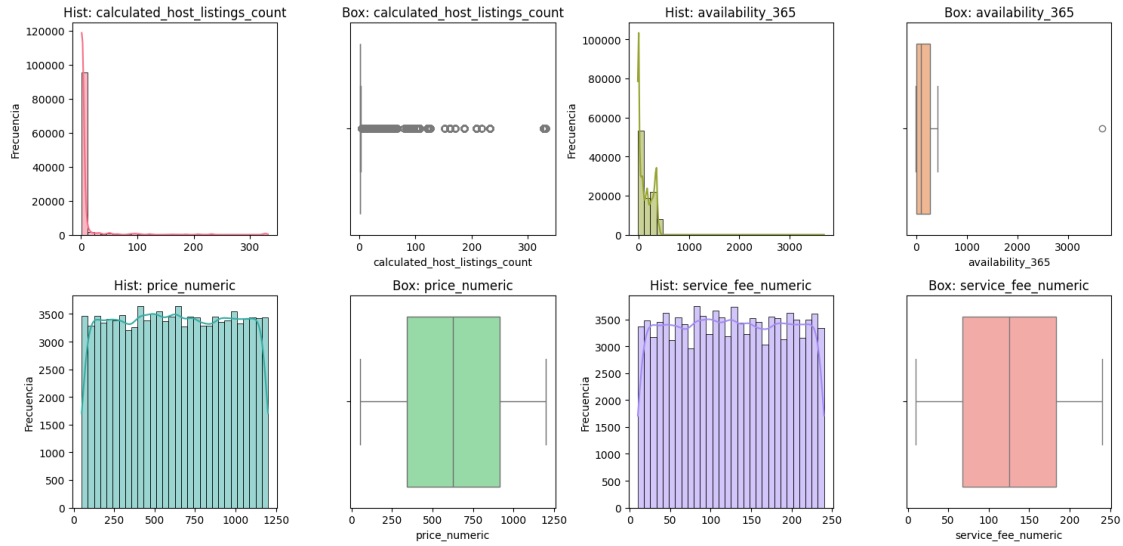 Hist: calculated_host_listings_count
Frecuencia
120000
100000
80000
60000
40000
20000
0
0 100 200 300
Box: calculated_host_listings_count
0 100 200 300
calculated_host_listings_count
Hist: availability_365
Frecuencia
100000
80000
60000
40000
20000
0
0 1000 2000 3000
Box: availability_365
0 1000 2000 3000
availability_365
Hist: price_numeric
Frecuencia
3500
3000
2500
2000
1500
1000
500
0
0 250 500 750 1000 1250
Box: price_numeric
0 250 500 750 1000 1250
price_numeric
Hist: service_fee_numeric
Frecuencia
3500
3000
2500
2000
1500
1000
500
0
0 50 100 150 200 250
Box: service_fee_numeric
0 50 100 150 200 250
service_fee_numeric